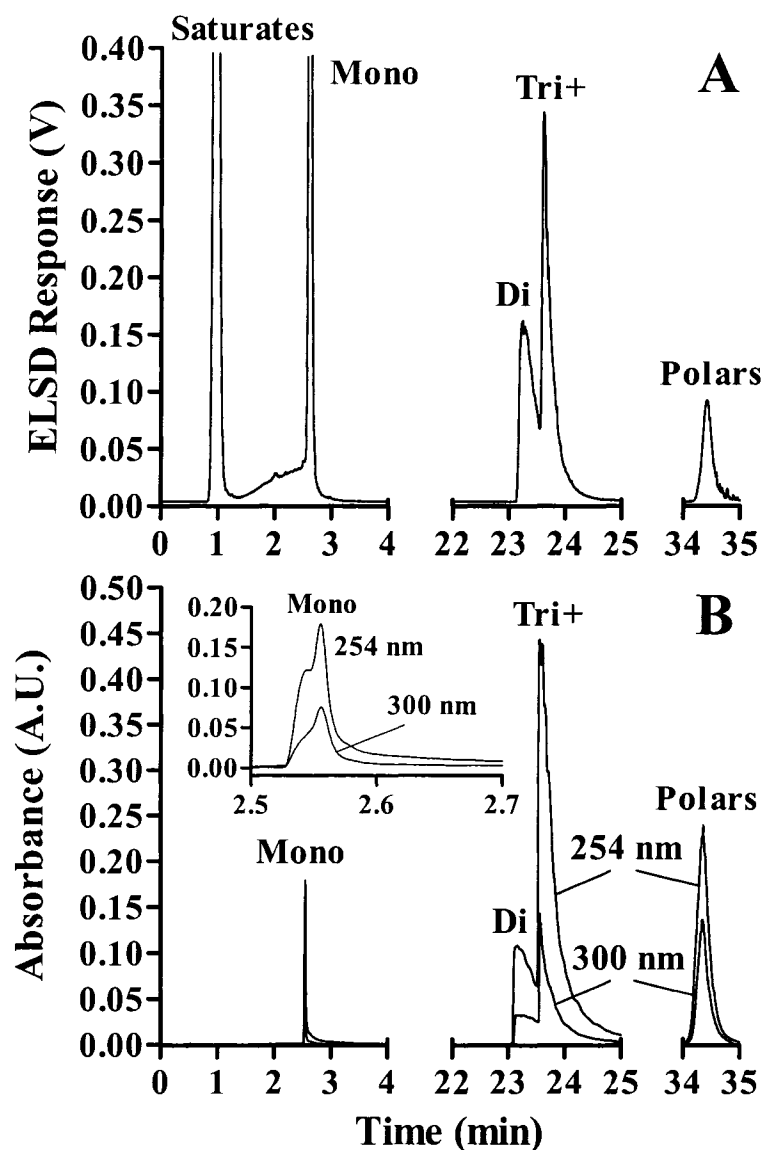 Saturates
Mono
A
Tri+
Di
Polars
ELSD Response (V)
0.40
0.35
0.30
0.25
0.20
0.15
0.10
0.05
0.00
0 1 2 3 4 22 23 24 25 34 35
B
Tri+
Di
Polars
254 nm
300 nm
Mono
Absorbance (A.U.)
0.50
0.45
0.40
0.35
0.30
0.25
0.20
0.15
0.10
0.05
0.00
Mono
254 nm
300 nm
0.20
0.15
0.10
0.05
0.00
2.5 2.6 2.7
0 1 2 3 4 22 23 24 25 34 35
Time (min)